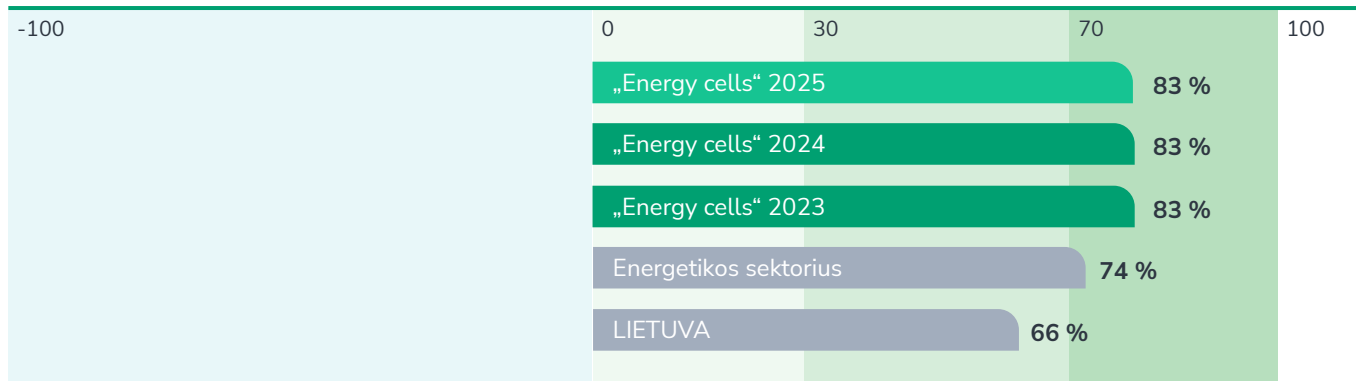 -100 0 30 70 100
„Energy cells“ 2025 83 %
„Energy cells“ 2024 83 %
„Energy cells“ 2023 83 %
Energetikos sektorius 74 %
LIETUVA 66 %